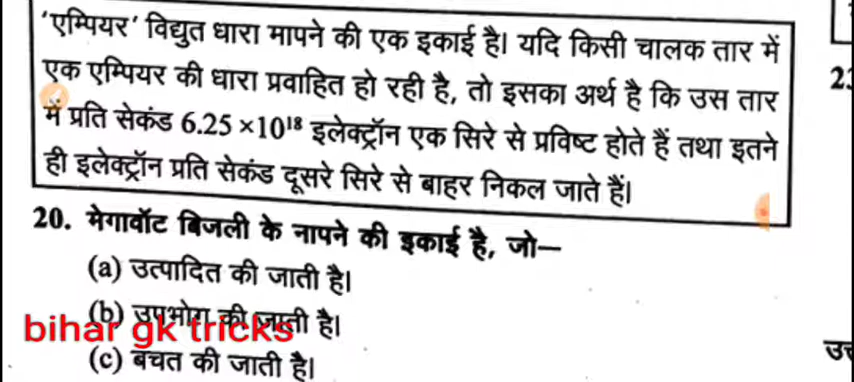 'एम्पियर' विद्युत धारा मापने की एक इकाई है। यदि किसी चालक तार में
एक एम्पियर की धारा प्रवाहित हो रही है, तो इसका अर्थ है कि उस तार
में प्रति सेकंड 6.25 ×10¹⁸ इलेक्ट्रॉन एक सिरे से प्रविष्ट होते हैं तथा इतने
ही इलेक्ट्रॉन प्रति सेकंड दूसरे सिरे से बाहर निकल जाते हैं।
20. मेगावॉट बिजली के नापने की इकाई है, जो—
(a) उत्पादित की जाती है।
(b) उपभोग की जाती है।
bihar gk tricks
(c) बचत की जाती है।